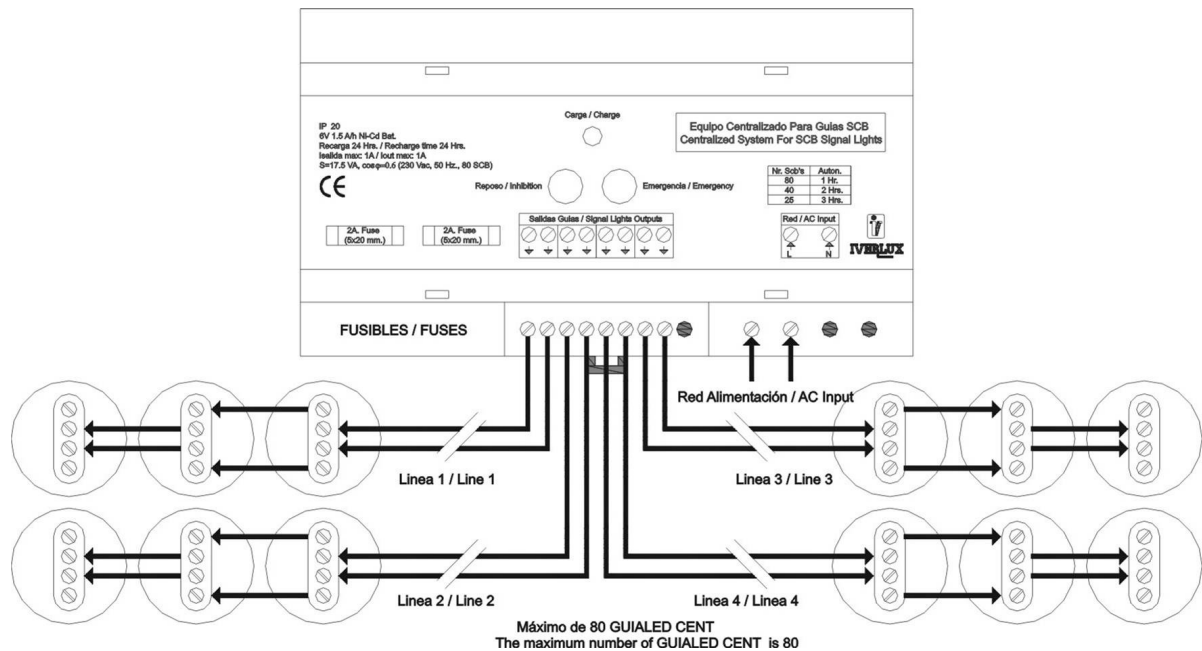 IP 20
6V 1.5 A/h Ni-Cd Bat.
Recarga 24 Hrs. / Recharge time 24 Hrs.
Isalida max: 1A / Iout max: 1A
S=17.5 VA, cosφ=0.6 (230 Vac, 50 Hz., 80 SCB)
CE
Carga / Charge
Equipo Centralizado Para Guias SCB
Centralized System For SCB Signal Lights
Reposo / Inhibition
Emergencia / Emergency
Nr. Scb's Auton.
80 1 Hr.
40 2 Hrs.
25 3 Hrs.
2A. Fuse
(5x20 mm.)
2A. Fuse
(5x20 mm.)
Salidas Guias / Signal Lights Outputs
Red / AC Input
L N
IVERLUX
FUSIBLES / FUSES
Red Alimentación / AC Input
Linea 1 / Line 1
Linea 3 / Line 3
Linea 2 / Line 2
Linea 4 / Linea 4
Máximo de 80 GUIALED CENT
The maximum number of GUIALED CENT is 80